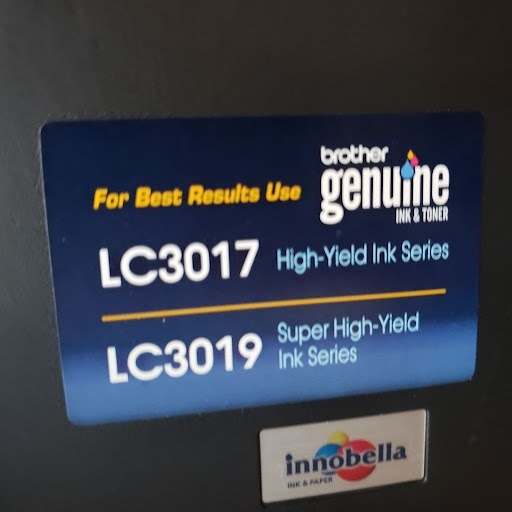 brother
genuine
INK & TONER
For Best Results Use
LC3017 High-Yield Ink Series
LC3019 Super High-Yield
Ink Series
innobella
INK & PAPER